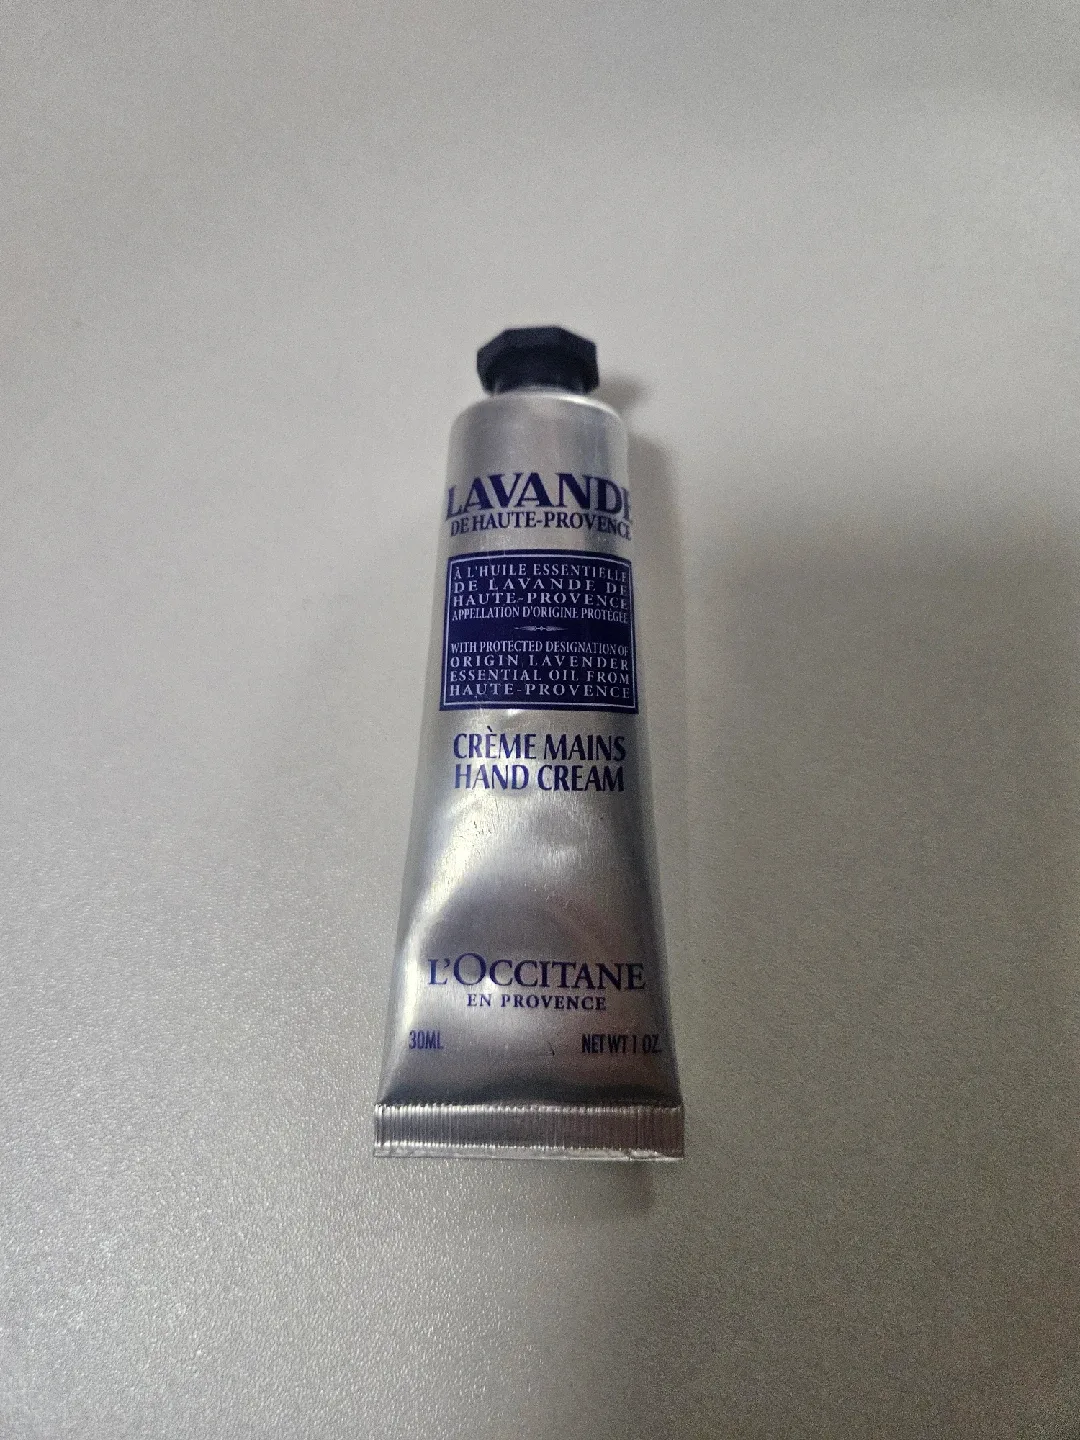 LAVANDE
DE HAUTE-PROVENCE
À L'HUILE ESSENTIELLE
DE LAVANDE DE
HAUTE-PROVENCE
APPELLATION D'ORIGINE PROTÉGÉE
WITH PROTECTED DESIGNATION OF
ORIGIN LAVENDER
ESSENTIAL OIL FROM
HAUTE-PROVENCE
CRÈME MAINS
HAND CREAM
L'OCCITANE
EN PROVENCE
30ML NET WT 1 OZ.